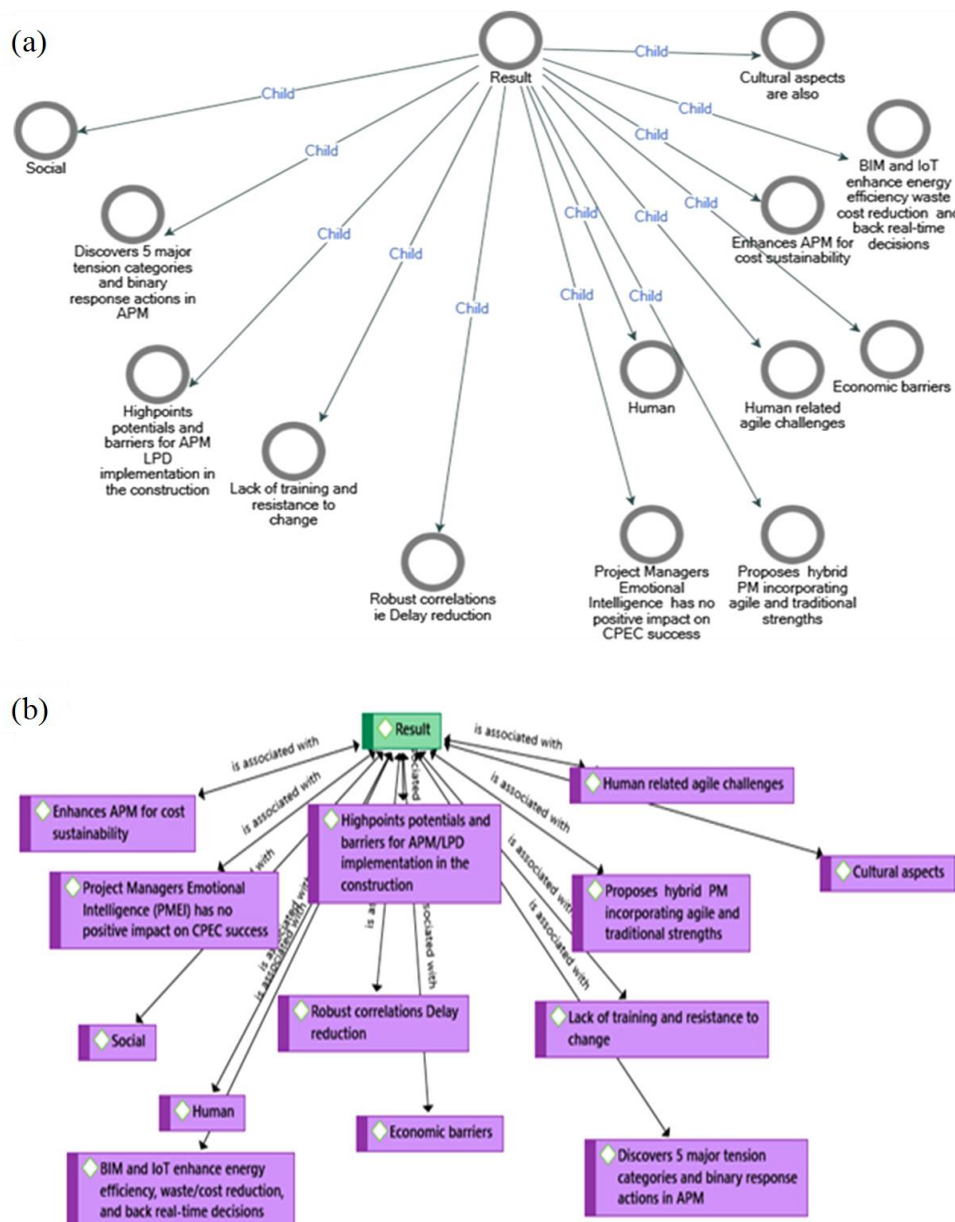 (a)
Result
Child
Cultural aspects
are also
Child
Social
Child
BIM and IoT
enhance energy
efficiency waste
cost reduction and
back real-time
decisions
Child
Discovers 5 major
tension categories
and binary
response actions in
APM
Child
Enhances APM for
cost sustainability
Child
Economic barriers
Child
Highpoints
potentials and
barriers for APM
LPD
implementation in
the construction
Child
Lack of training and
resistance to
change
Child
Robust correlations
ie Delay reduction
Child
Human
Child
Human related
agile challenges
Child
Project Managers
Emotional
Intelligence has no
positive impact on
CPEC success
Child
Proposes hybrid
PM incorporating
agile and traditional
strengths
Child
(b)
Result
is associated with
is associated with
Human related agile challenges
Enhances APM for cost
sustainability
is associated with
is associated with
Highpoints potentials and
barriers for APM/LPD
implementation in the
construction
Cultural aspects
Project Managers Emotional
Intelligence (PMEI) has no
positive impact on CPEC success
Proposes hybrid PM
incorporating agile and
traditional strengths
is associated with
is associated with
is associated with
Robust correlations Delay
reduction
Lack of training and resistance to
change
Social
Human
Economic barriers
BIM and IoT enhance energy
efficiency, waste/cost reduction,
and back real-time decisions
Discovers 5 major tension
categories and binary response
actions in APM